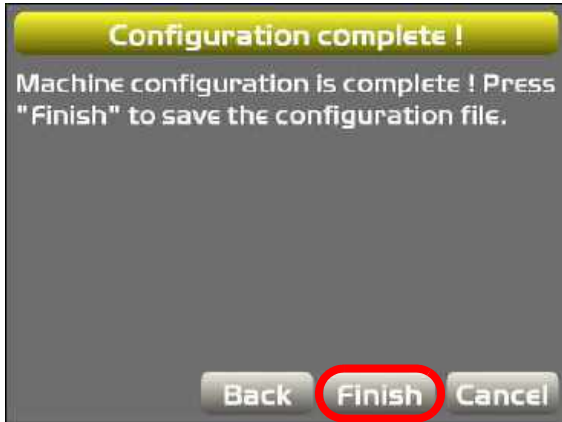 Configuration complete !
Machine configuration is complete ! Press
"Finish" to save the configuration file.
Back Finish Cancel